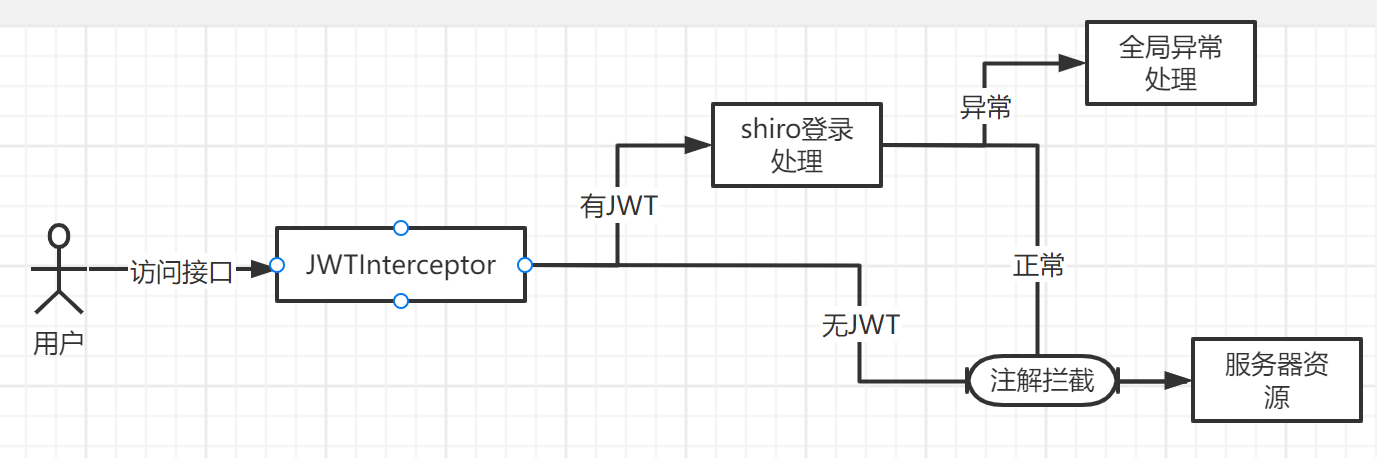 全局异常
处理
异常
shiro登录
处理
有JWT
JWTInterceptor
访问接口
用户
正常
无JWT
注解拦截
服务器资
源